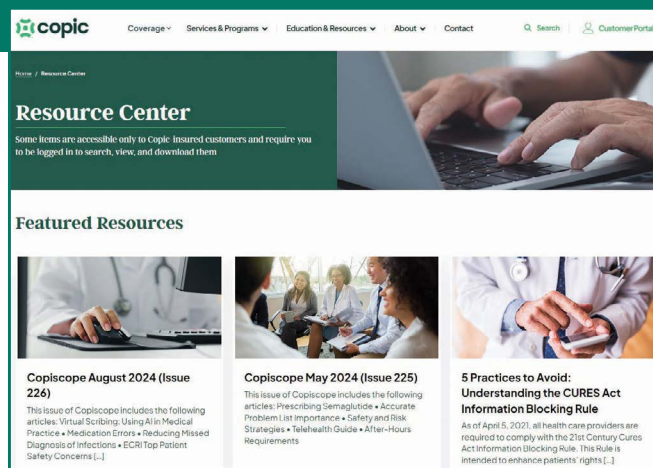 copic
Coverage
Services & Programs
Education & Resources
About
Contact
Search
Customer Portal
Home / Resource Center
Resource Center
Some items are accessible only to Copic-insured customers and require you
to be logged in to search, view, and download them
Featured Resources
Copiscope August 2024 (Issue
226)
This issue of Copiscope includes the following
articles: Virtual Scribing: Using AI in Medical
Practice • Medication Errors • Reducing Missed
Diagnosis of Infections • ECRI Top Patient
Safety Concerns [...]
Copiscope May 2024 (Issue 225)
This issue of Copiscope includes the following
articles: Prescribing Semaglutide • Accurate
Problem List Importance • Safety and Risk
Strategies • Telehealth Guide • After-Hours
Requirements
5 Practices to Avoid:
Understanding the CURES Act
Information Blocking Rule
As of April 5, 2021, all health care providers are
required to comply with the 21st Century Cures
Act Information Blocking Rule. This Rule is
intended to enhance patients' rights [...]